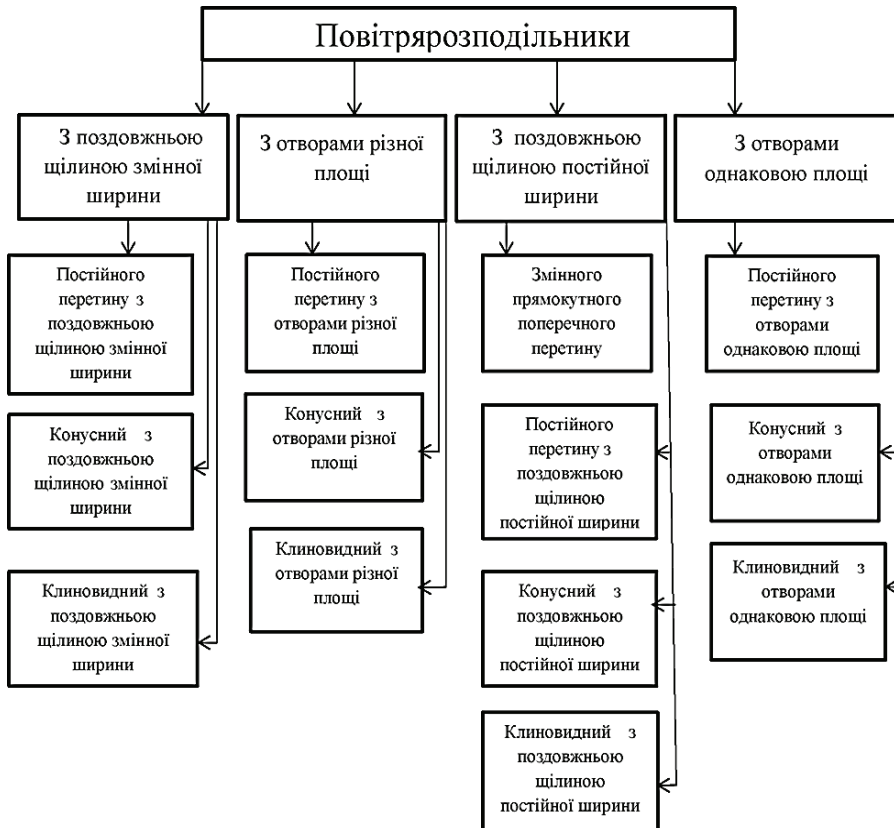 Повітрярозподільники
З поздовжньою
щілиною змінної
ширини
З отворами різної
площі
З поздовжньою
щілиною постійної
ширини
З отворами
однаковою площі
Постійного
перетину з
поздовжньою
щілиною змінної
ширини
Конусний з
поздовжньою
щілиною змінної
ширини
Клиновидний з
поздовжньою
щілиною змінної
ширини
Постійного
перетину з
отворами різної
площі
Конусний з
отворами різної
площі
Клиновидний з
отворами різної
площі
Змінного
прямокутного
поперечного
перетину
Постійного
перетину з
поздовжньою
щілиною
постійної ширини
Конусний з
поздовжньою
щілиною
постійної ширини
Клиновидний з
поздовжньою
щілиною
постійної ширини
Постійного
перетину з
отворами
однаковою площі
Конусний з
отворами
однаковою площі
Клиновидний з
отворами
однаковою площі